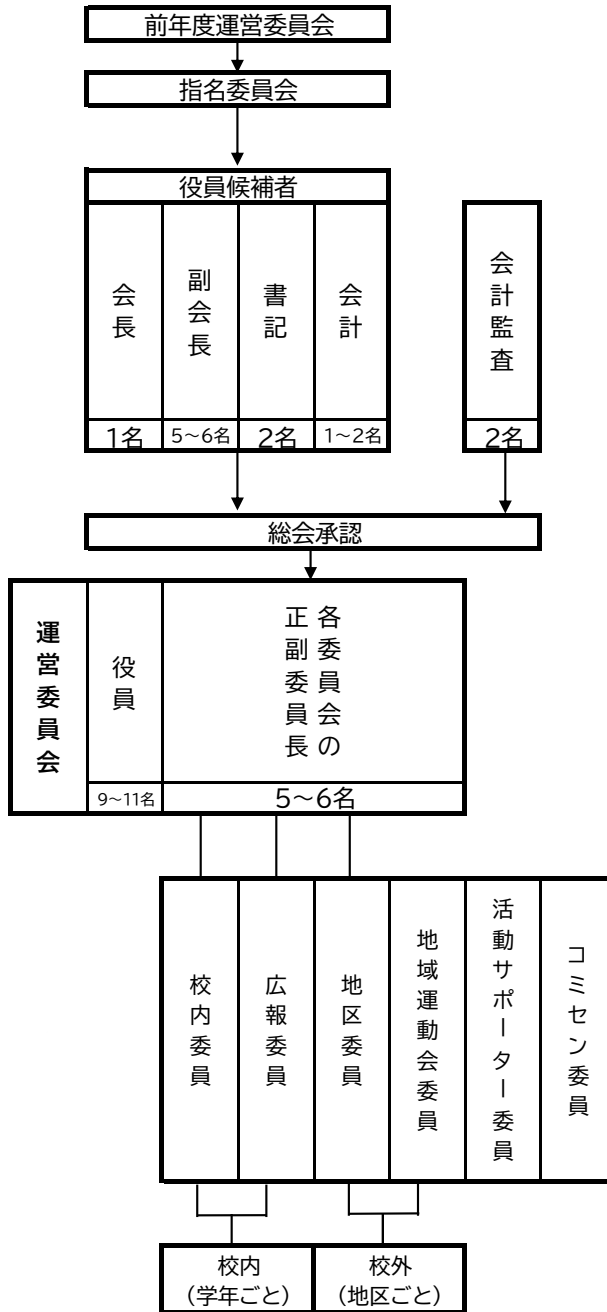 前年度運営委員会
指名委員会
役員候補者
会長
副会長
書記
会計
会計監査
1名
5～6名
2名
1～2名
2名
総会承認
運営委員会
役員
各委員会の
正副委員長
9～11名
5～6名
校内委員
広報委員
地区委員
地域運動会委員
活動サポーター委員
コミセン委員
校内
(学年ごと)
校外
(地区ごと)